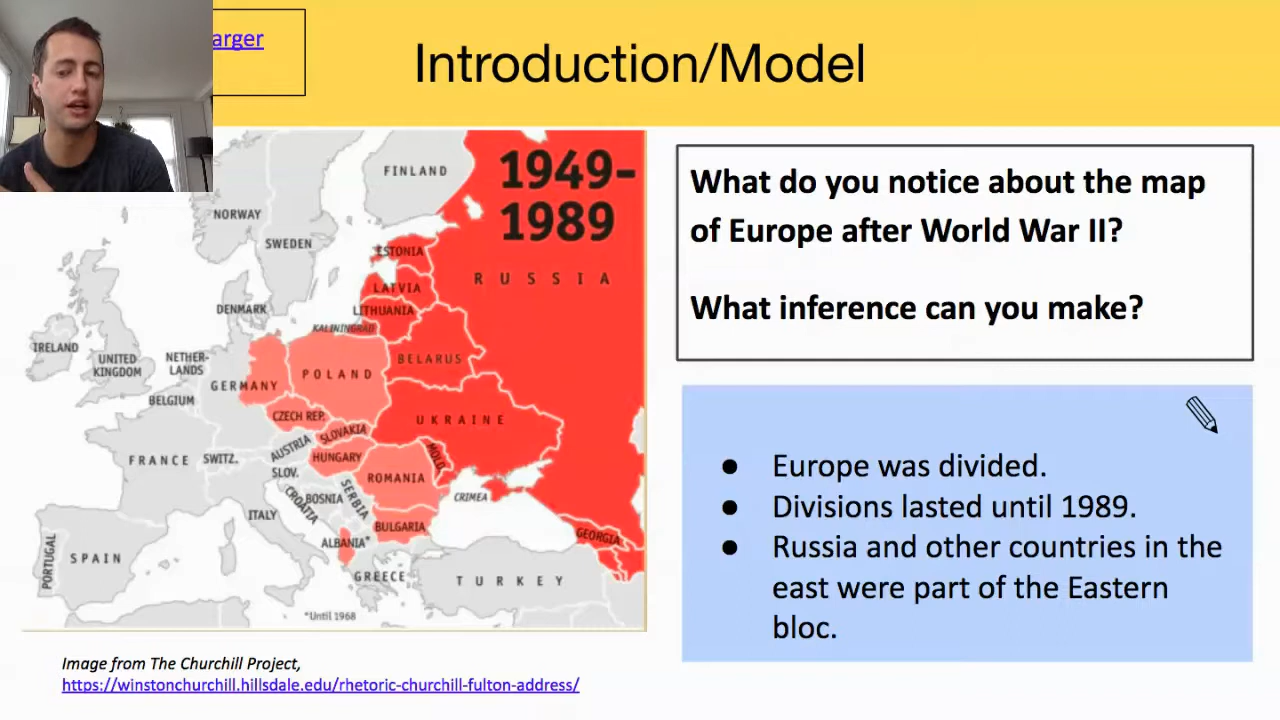 arger
Introduction/Model
1949-
1989
FINLAND
NORWAY
SWEDEN
ESTONIA
RUSSIA
LATVIA
DENMARK
LITHUANIA
KALININGRAD
IRELAND
UNITED
KINGDOM
NETHER-
LANDS
BELARUS
GERMANY
POLAND
BELGIUM
CZECH REP.
UKRAINE
SLOVAKIA
FRANCE
SWITZ.
AUSTRIA
HUNGARY
MOLD.
SLOV.
ROMANIA
CROATIA
BOSNIA
SERBIA
CRIMEA
ITALY
BULGARIA
GEORGIA
ALBANIA*
PORTUGAL
SPAIN
GREECE
TURKEY
*Until 1968
Image from The Churchill Project,
https://winstonchurchill.hillsdale.edu/rhetoric-churchill-fulton-address/
What do you notice about the map
of Europe after World War II?
What inference can you make?
● Europe was divided.
● Divisions lasted until 1989.
● Russia and other countries in the
east were part of the Eastern
bloc.